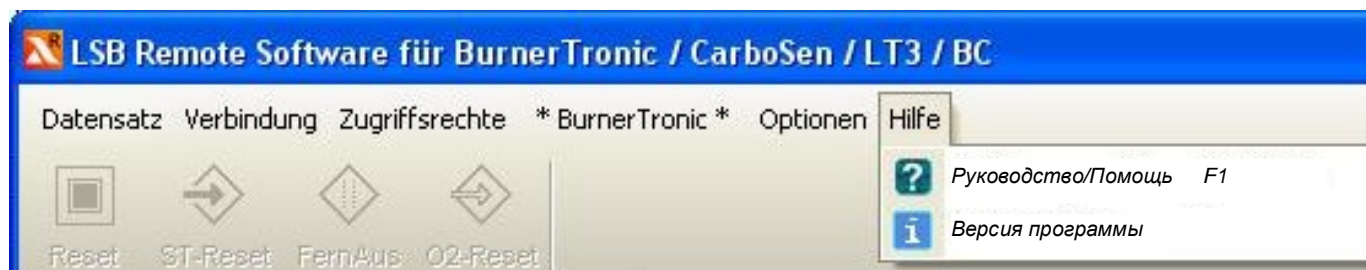 LSB Remote Software für BurnerTronic / CarboSen / LT3 / BC
Datensatz Verbindung Zugriffsrechte * BurnerTronic * Optionen Hilfe
Руководство/Помощь F1
Версия программы
Reset ST-Reset FernAus O2-Reset